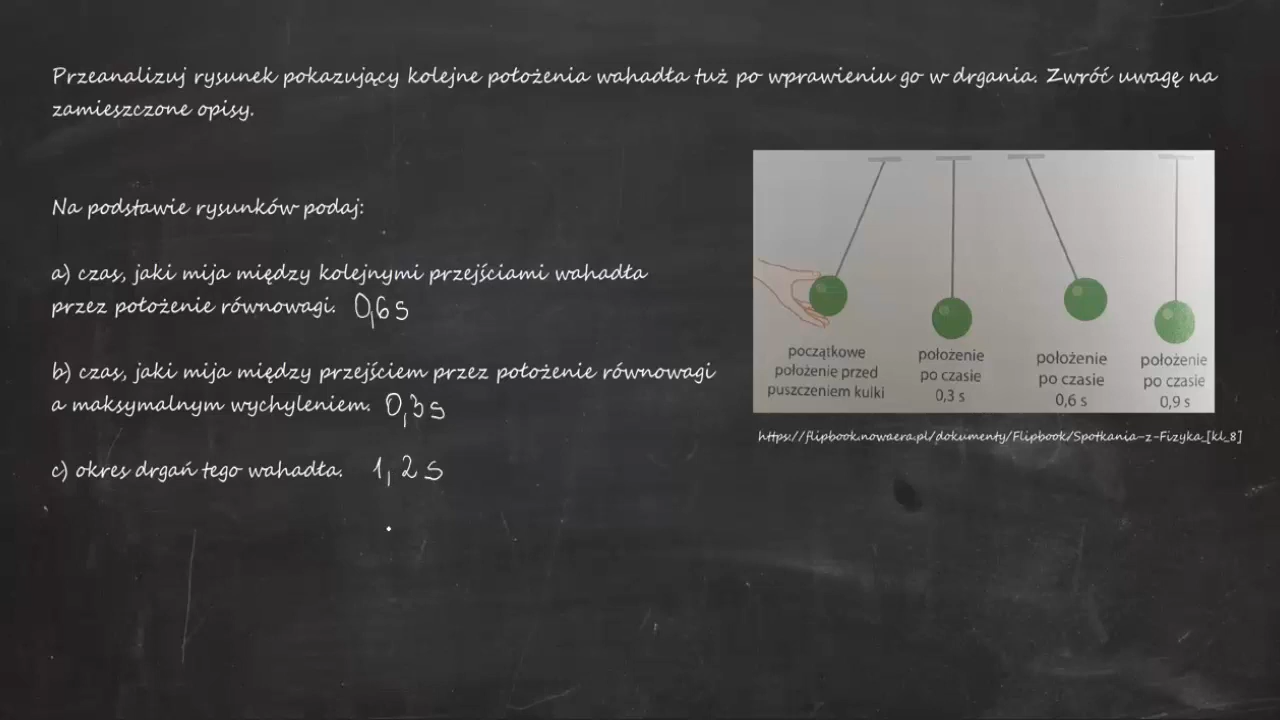 Przeanalizuj rysunek pokazujący kolejne położenia wahadła tuż po wprawieniu go w drgania. Zwróć uwagę na
zamieszczone opisy.
Na podstawie rysunków podaj:
a) czas, jaki mija między kolejnymi przejściami wahadła
przez położenie równowagi. 0,6 s
b) czas, jaki mija między przejściem przez położenie równowagi
a maksymalnym wychyleniem. 0,3 s
c) okres drgań tego wahadła. 1,2 s
początkowe
położenie przed
puszczeniem kulki
położenie
po czasie
0,3 s
położenie
po czasie
0,6 s
położenie
po czasie
0,9 s
https://flipbook.nowaera.pl/dokumenty/Flipbook/Spotkania-z-Fizyka_[kl_8]